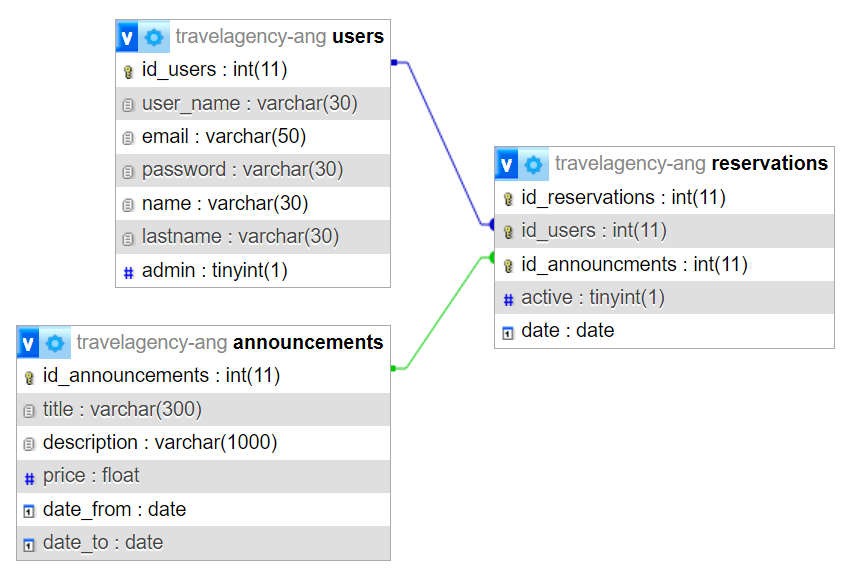 v travelagency-ang users
id_users : int(11)
user_name : varchar(30)
email : varchar(50)
password : varchar(30)
name : varchar(30)
lastname : varchar(30)
# admin : tinyint(1)
v travelagency-ang reservations
id_reservations : int(11)
id_users : int(11)
id_announcments : int(11)
# active : tinyint(1)
1 date : date
v travelagency-ang announcements
id_announcements : int(11)
title : varchar(300)
description : varchar(1000)
# price : float
1 date_from : date
1 date_to : date